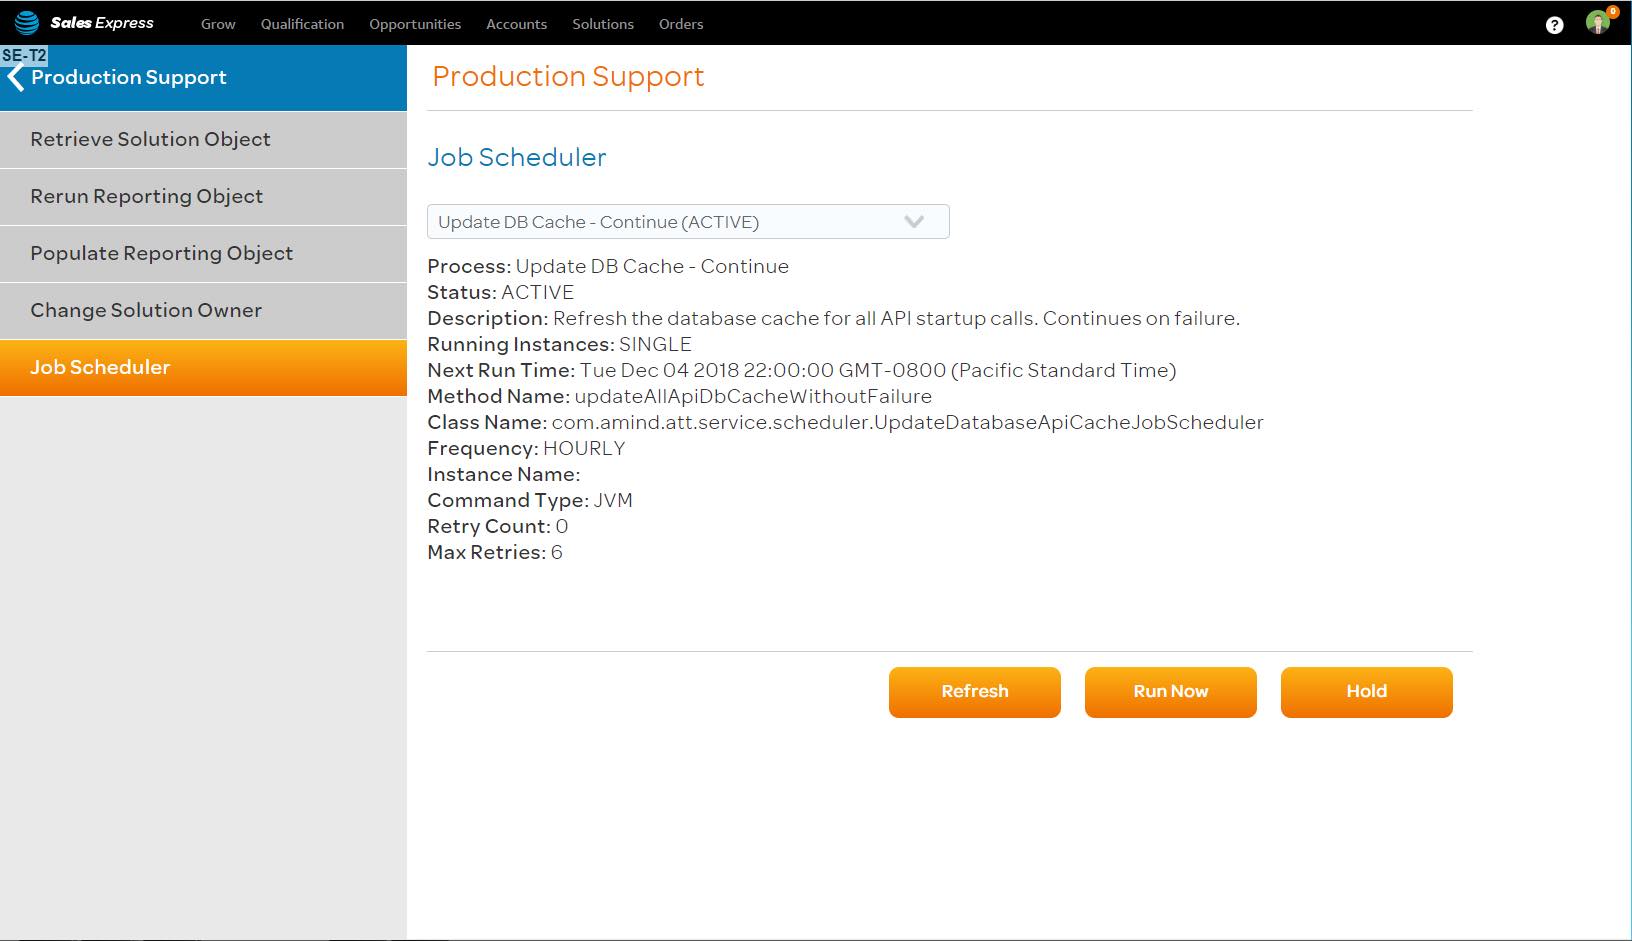 Sales Express
Grow
Qualification
Opportunities
Accounts
Solutions
Orders
?
0
SE-T2
Production Support
Retrieve Solution Object
Rerun Reporting Object
Populate Reporting Object
Change Solution Owner
Job Scheduler
Production Support
Job Scheduler
Update DB Cache - Continue (ACTIVE)
Process: Update DB Cache - Continue
Status: ACTIVE
Description: Refresh the database cache for all API startup calls. Continues on failure.
Running Instances: SINGLE
Next Run Time: Tue Dec 04 2018 22:00:00 GMT-0800 (Pacific Standard Time)
Method Name: updateAllApiDbCacheWithoutFailure
Class Name: com.amind.att.service.scheduler.UpdateDatabaseApiCacheJobScheduler
Frequency: HOURLY
Instance Name:
Command Type: JVM
Retry Count: 0
Max Retries: 6
Refresh
Run Now
Hold